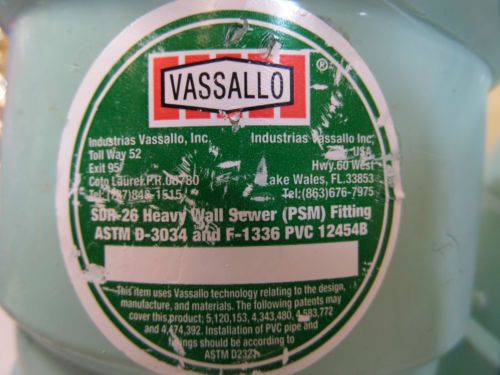 VASSALLO ®
Industrias Vassallo, Inc.
Toll Way 52
Exit 95
Coto Laurel P.R. 00780
Industrias Vassallo Inc.
USA
Hwy.60 West
Lake Wales, FL.33853
Tel:(863)676-7975
SDR-26 Heavy Wall Sewer (PSM) Fitting
ASTM D-3034 and F-1336 PVC 12454B
This item uses Vassallo technology relating to the design,
manufacture, and materials. The following patents may
cover this product; 5,120,153, 4,343,480, 4,583,772
and 4,474,392. Installation of PVC pipe and
fittings should be according to
ASTM D2321